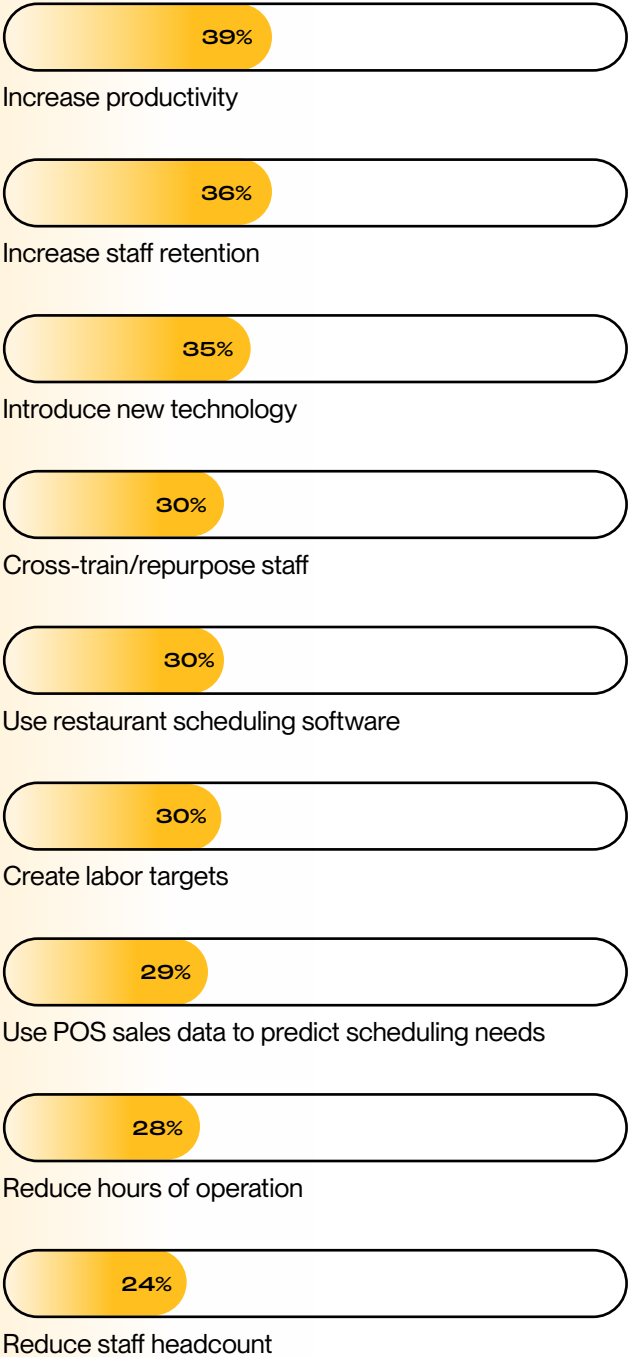 39%
Increase productivity
36%
Increase staff retention
35%
Introduce new technology
30%
Cross-train/repurpose staff
30%
Use restaurant scheduling software
30%
Create labor targets
29%
Use POS sales data to predict scheduling needs
28%
Reduce hours of operation
24%
Reduce staff headcount